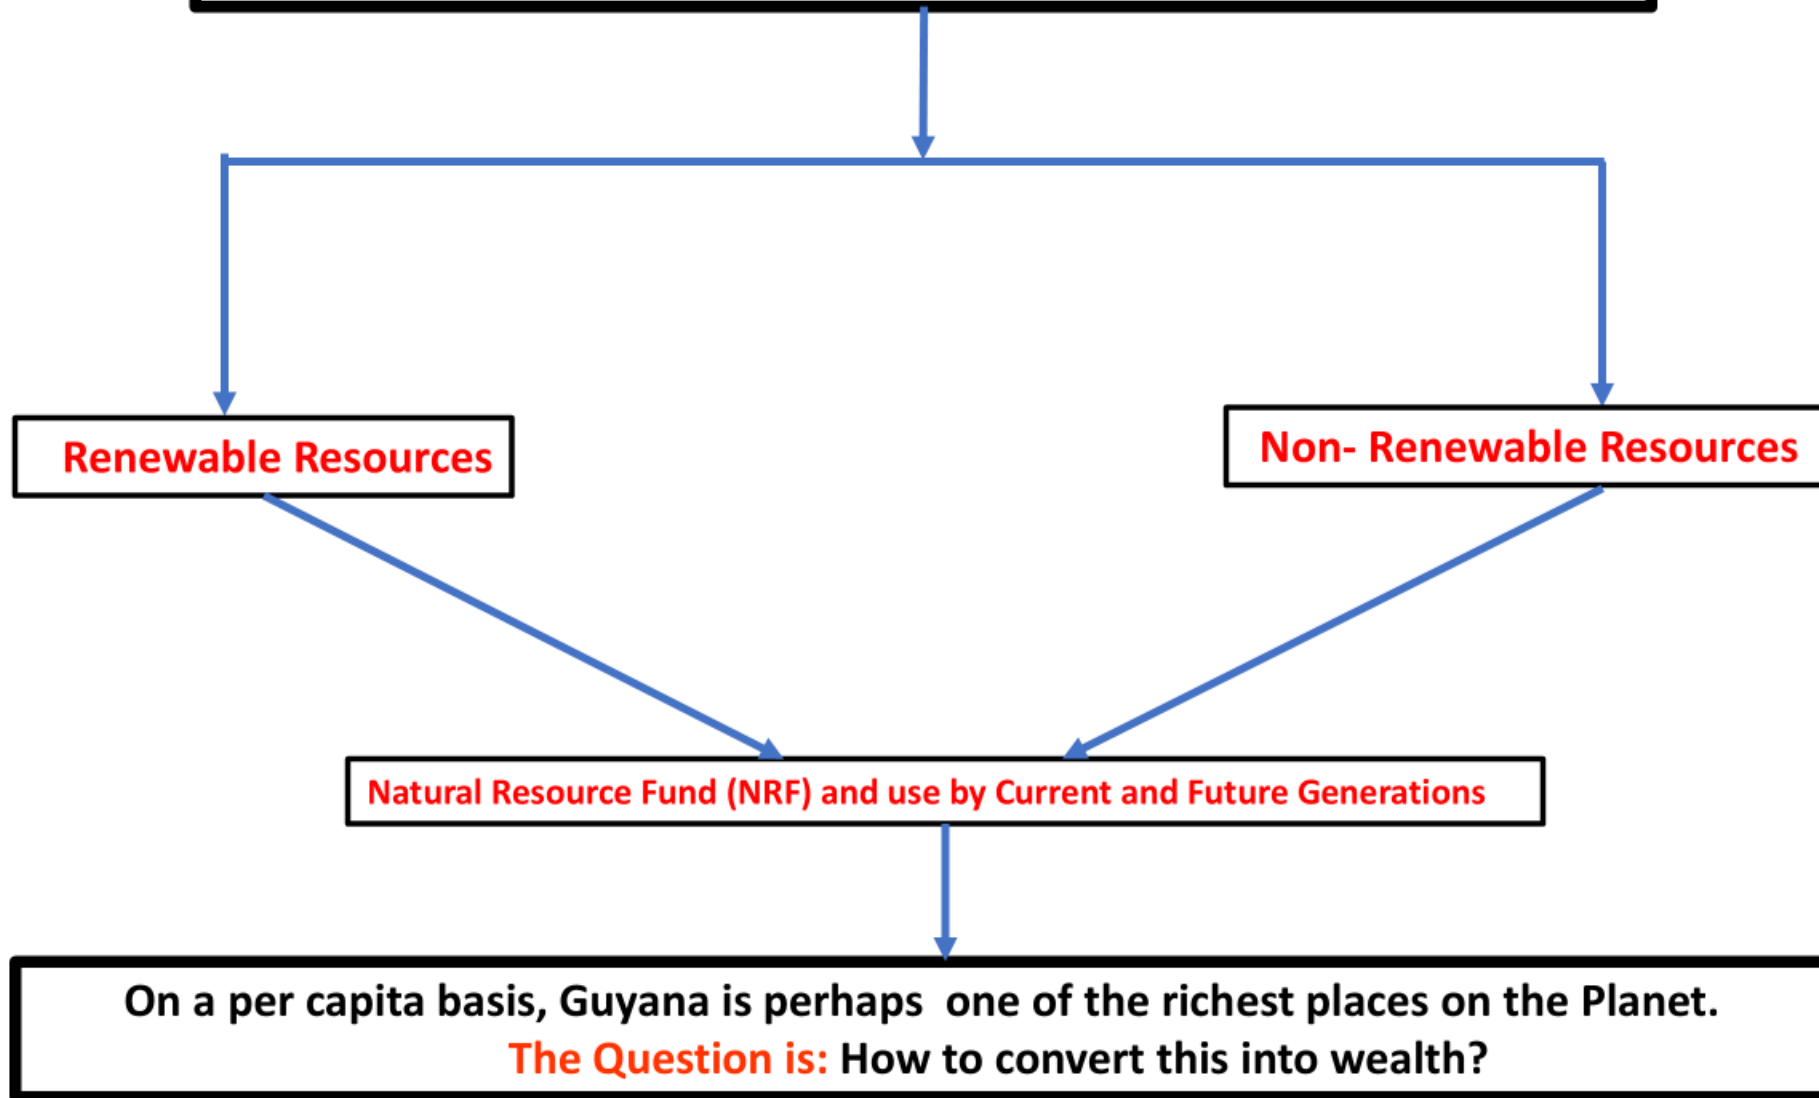 Renewable Resources
Non- Renewable Resources
Natural Resource Fund (NRF) and use by Current and Future Generations
On a per capita basis, Guyana is perhaps  one of the richest places on the Planet.
The Question is: How to convert this into wealth?